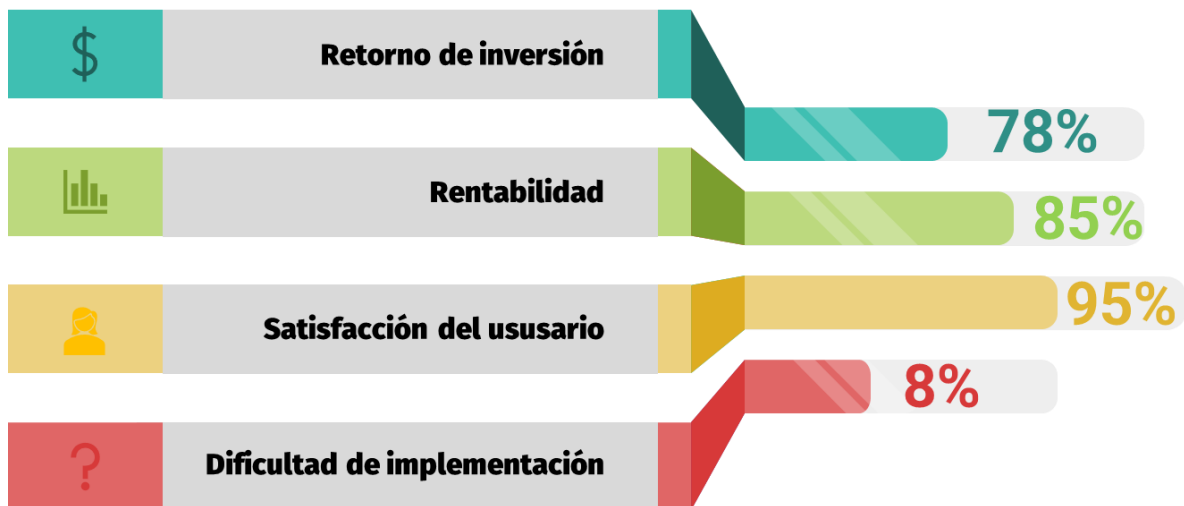 $
Retorno de inversión
78%
Rentabilidad
85%
Satisfacción del ususario
95%
?
Dificultad de implementación
8%